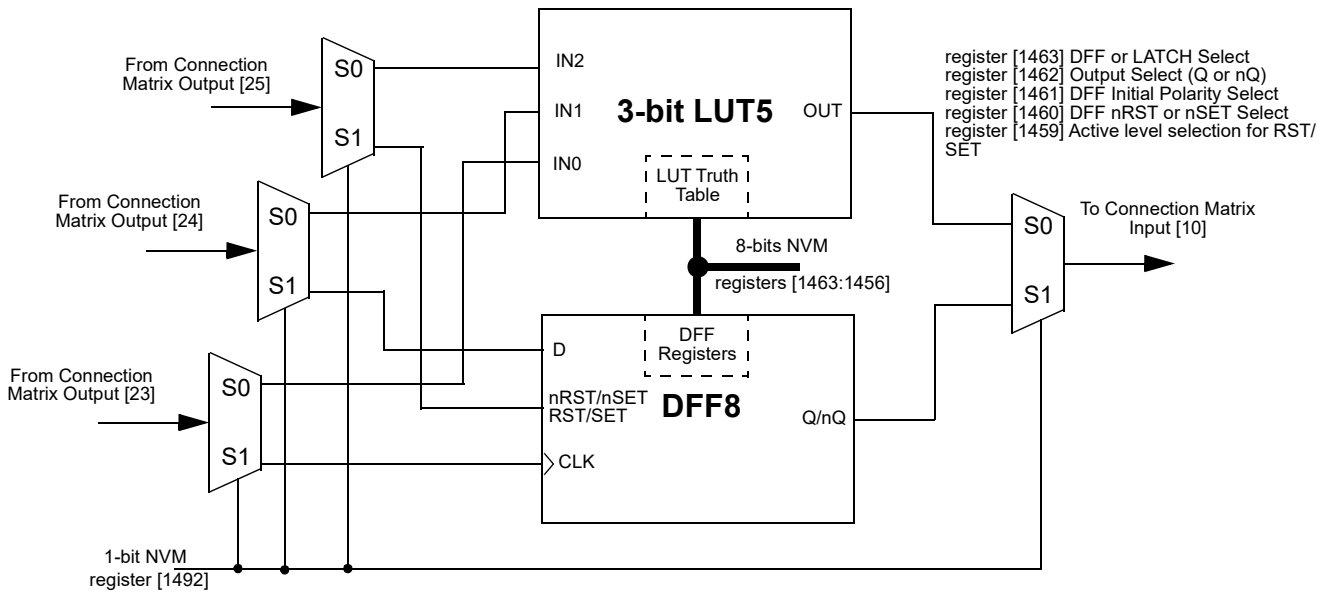 From Connection
Matrix Output [25]
S0
S1
From Connection
Matrix Output [24]
S0
S1
From Connection
Matrix Output [23]
S0
S1
1-bit NVM
register [1492]
IN2
IN1
IN0
3-bit LUT5
OUT
LUT Truth
Table
8-bits NVM
registers [1463:1456]
DFF
Registers
D
nRST/nSET
RST/SET
CLK
DFF8
Q/nQ
register [1463] DFF or LATCH Select
register [1462] Output Select (Q or nQ)
register [1461] DFF Initial Polarity Select
register [1460] DFF nRST or nSET Select
register [1459] Active level selection for RST/
SET
S0
S1
To Connection Matrix
Input [10]